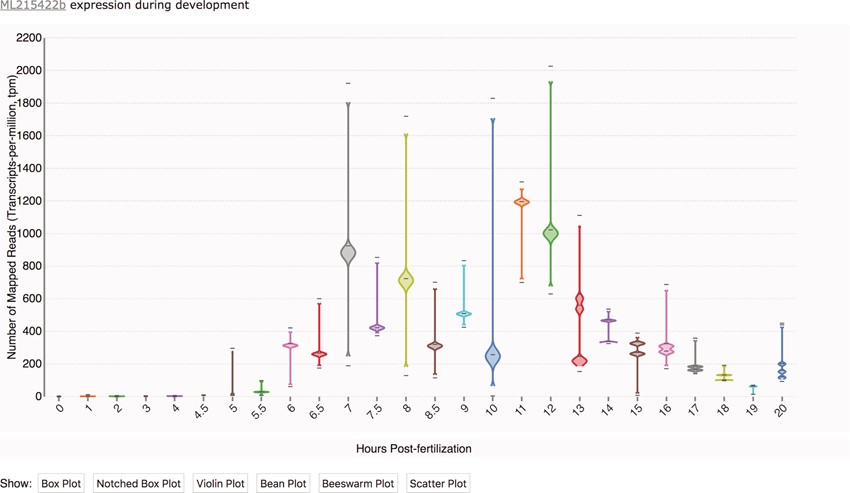 ML215422b expression during development
2200
2000
1800
1600
1400
1200
1000
800
600
400
200
0
Number of Mapped Reads (Transcripts-per-million, tpm)
0 1 2 3 4 4.5 5 5.5 6 6.5 7 7.5 8 8.5 9 10 11 12 13 14 15 16 17 18 19 20
Hours Post-fertilization
Show: Box Plot Notched Box Plot Violin Plot Bean Plot Beeswarm Plot Scatter Plot